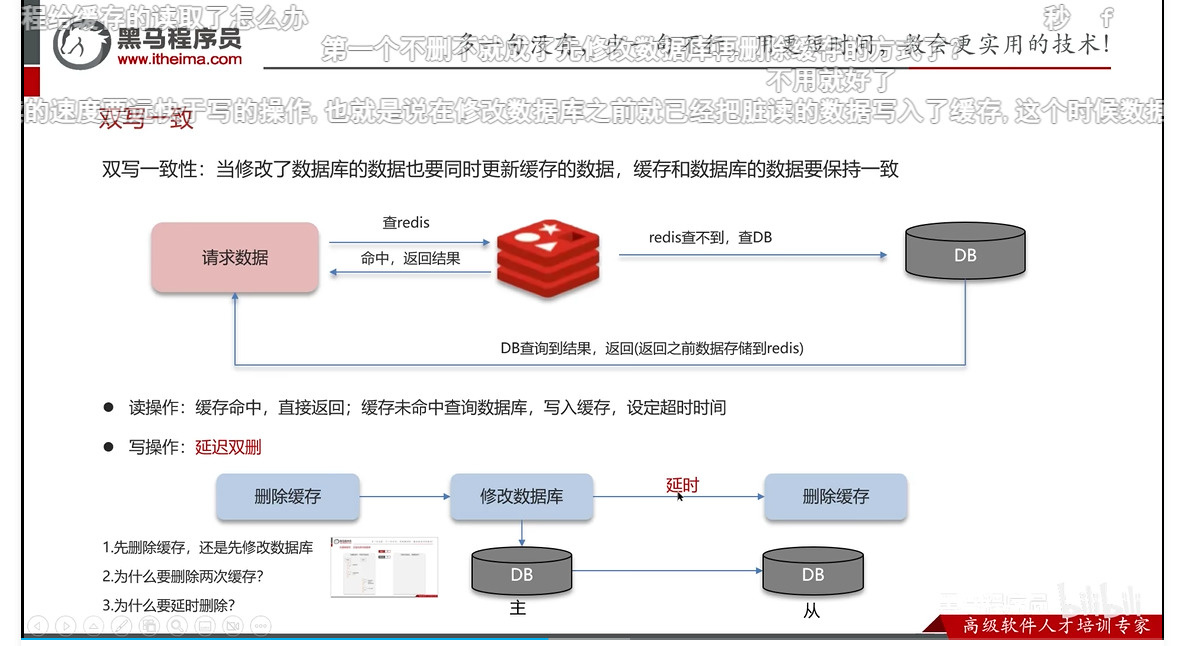 程给缓存的读取了怎么办
秒 f
黑马程序员
www.itheima.com
第一个不删不就成了先修改数据库再删除缓存的方式了?
用更短时间，教会更实用的技术!
不用就好了
的速度要远快于写的操作, 也就是说在修改数据库之前就已经把脏读的数据写入了缓存, 这个时候数据
双写一致
双写一致性：当修改了数据库的数据也要同时更新缓存的数据，缓存和数据库的数据要保持一致
请求数据
查redis
命中，返回结果
redis查不到，查DB
DB
DB查询到结果，返回(返回之前数据存储到redis)
● 读操作：缓存命中，直接返回；缓存未命中查询数据库，写入缓存，设定超时时间
● 写操作：延迟双删
删除缓存
修改数据库
延时
删除缓存
1.先删除缓存，还是先修改数据库
2.为什么要删除两次缓存？
3.为什么要延时删除？
DB
主
DB
从
bilibili
高级软件人才培训专家